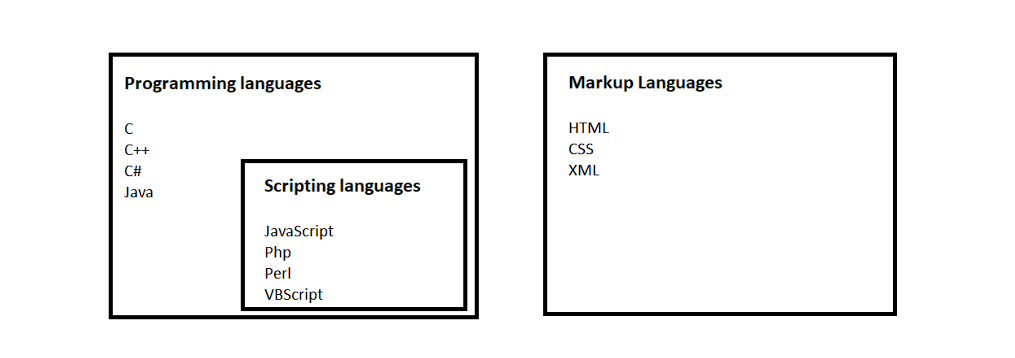 Programming languages
C
C++
C#
Java
Scripting languages
JavaScript
Php
Perl
VBScript
Markup Languages
HTML
CSS
XML